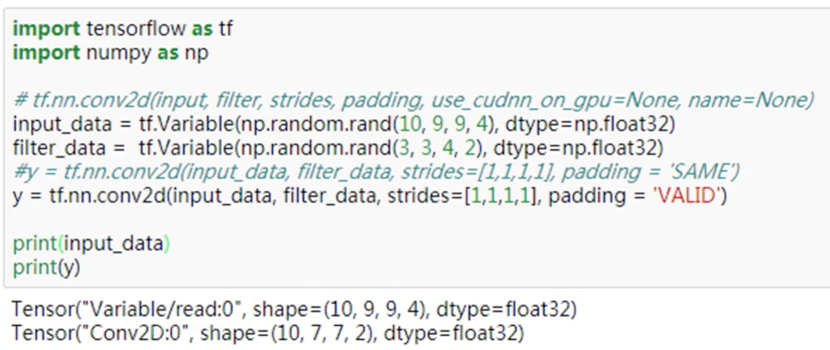 import tensorflow as tf
import numpy as np
# tf.nn.conv2d(input, filter, strides, padding, use_cudnn_on_gpu=None, name=None)
input_data = tf.Variable(np.random.rand(10, 9, 9, 4), dtype=np.float32)
filter_data =  tf.Variable(np.random.rand(3, 3, 4, 2), dtype=np.float32)
#y = tf.nn.conv2d(input_data, filter_data, strides=[1,1,1,1], padding = 'SAME')
y = tf.nn.conv2d(input_data, filter_data, strides=[1,1,1,1], padding = 'VALID')
print(input_data)
print(y)
Tensor("Variable/read:0", shape=(10, 9, 9, 4), dtype=float32)
Tensor("Conv2D:0", shape=(10, 7, 7, 2), dtype=float32)